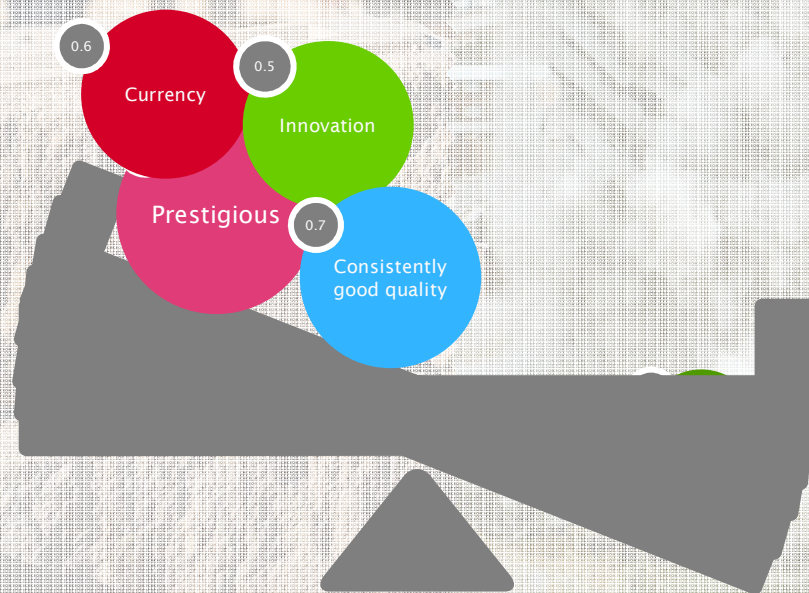 0.6
Currency
0.5
Innovation
Prestigious
0.7
Consistently
good quality